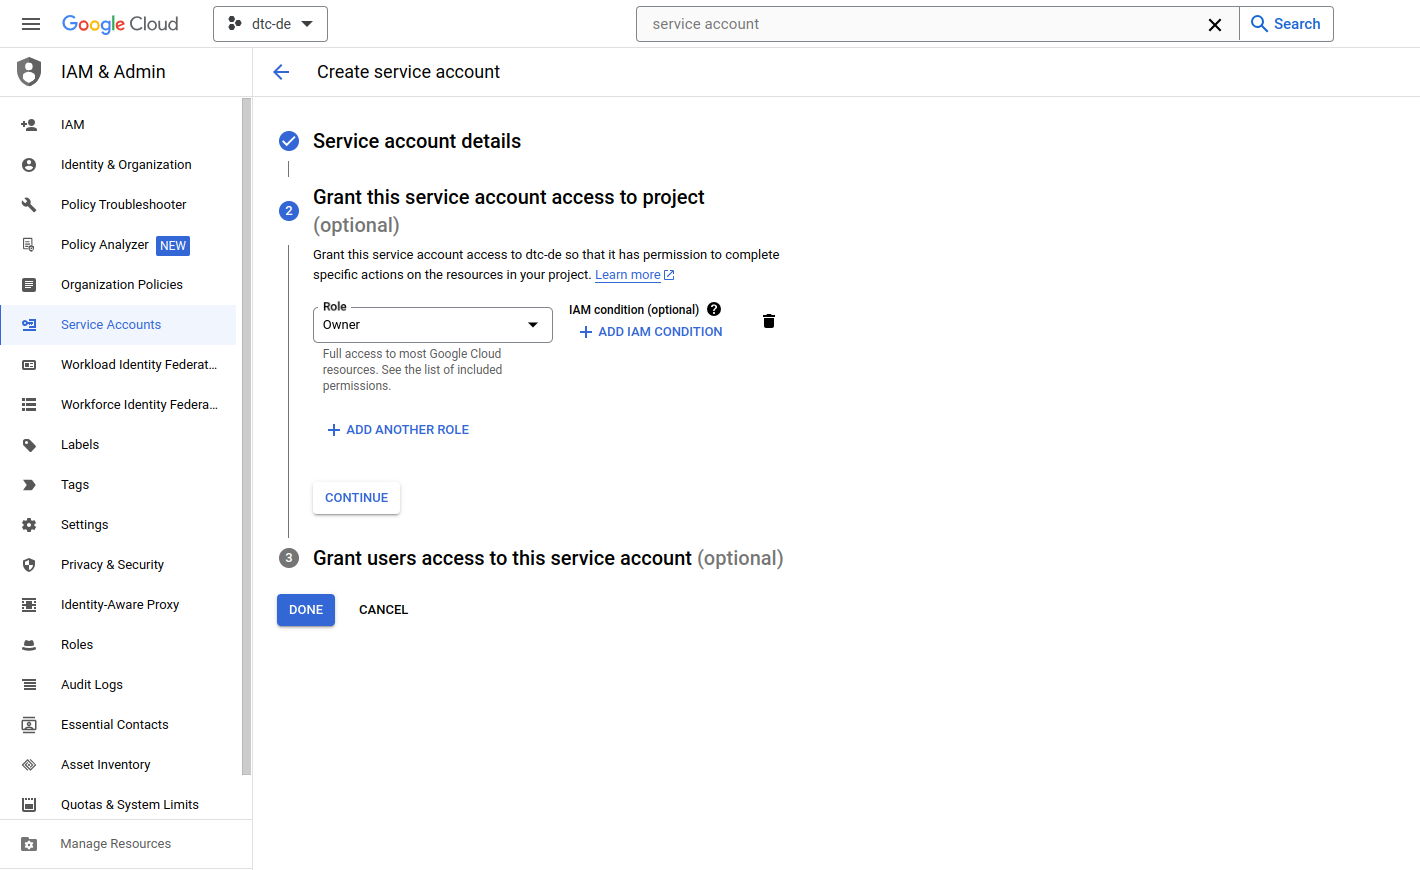 Google Cloud
dtc-de
service account
Search
IAM & Admin
Create service account
IAM
Identity & Organization
Policy Troubleshooter
Policy Analyzer NEW
Organization Policies
Service Accounts
Workload Identity Federat...
Workforce Identity Federa...
Labels
Tags
Settings
Privacy & Security
Identity-Aware Proxy
Roles
Audit Logs
Essential Contacts
Asset Inventory
Quotas & System Limits
Manage Resources
Service account details
2
Grant this service account access to project
(optional)
Grant this service account access to dtc-de so that it has permission to complete
specific actions on the resources in your project. Learn more
Role
Owner
IAM condition (optional) ?
+ ADD IAM CONDITION
Full access to most Google Cloud
resources. See the list of included
permissions.
+ ADD ANOTHER ROLE
CONTINUE
3 Grant users access to this service account (optional)
DONE
CANCEL